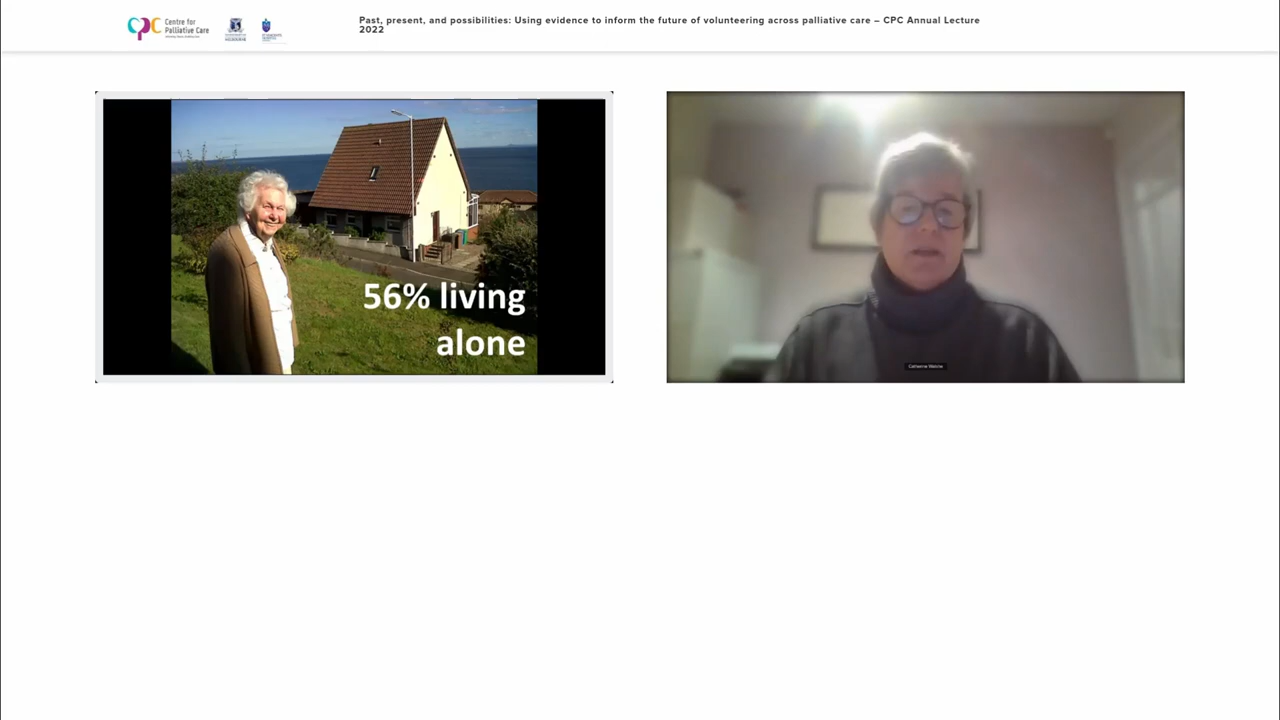 Centre for
Palliative Care
Past, present, and possibilities: Using evidence to inform the future of volunteering across palliative care – CPC Annual Lecture
2022
56% living
alone